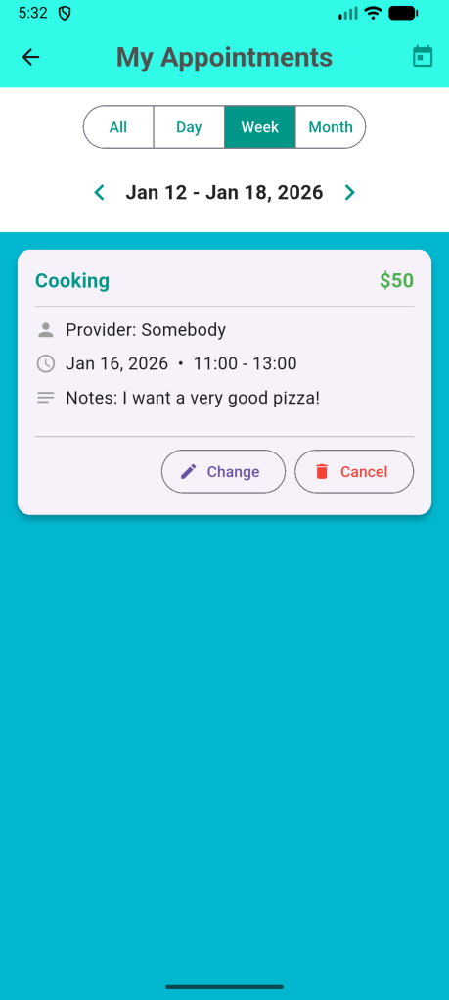 5:32
My Appointments
All Day Week Month
Jan 12 - Jan 18, 2026
Cooking $50
Provider: Somebody
Jan 16, 2026 • 11:00 - 13:00
Notes: I want a very good pizza!
Change Cancel